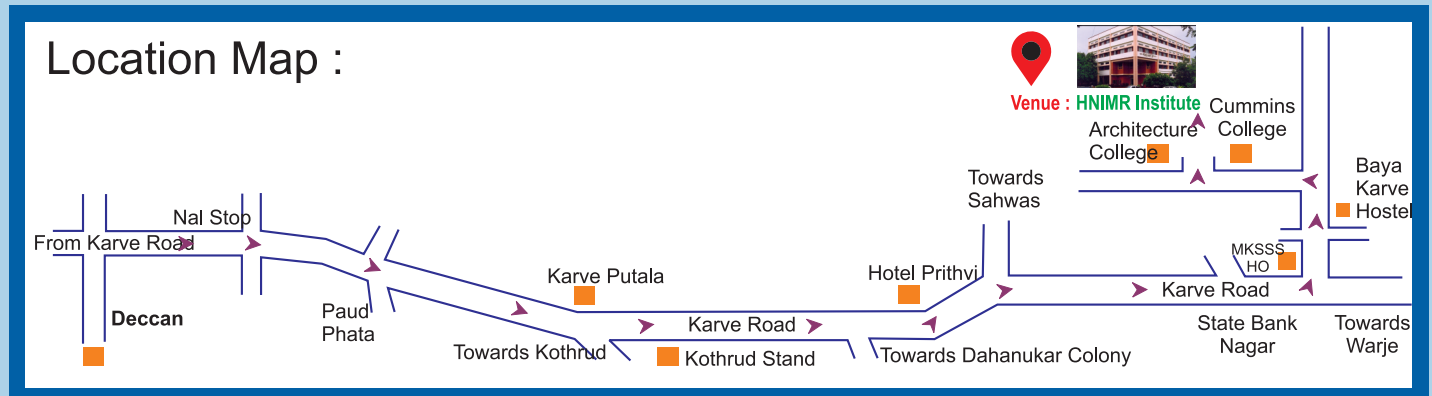 Location Map :
Venue : HNIMR Institute
Architecture
College
Cummins
College
Baya
Karve
Hostel
Towards
Sahwas
Nal Stop
From Karve Road
MKSSS
HO
Karve Putala
Hotel Prithvi
Karve Road
Deccan
Paud
Phata
Karve Road
State Bank
Nagar
Towards
Warje
Towards Kothrud
Kothrud Stand
Towards Dahanukar Colony